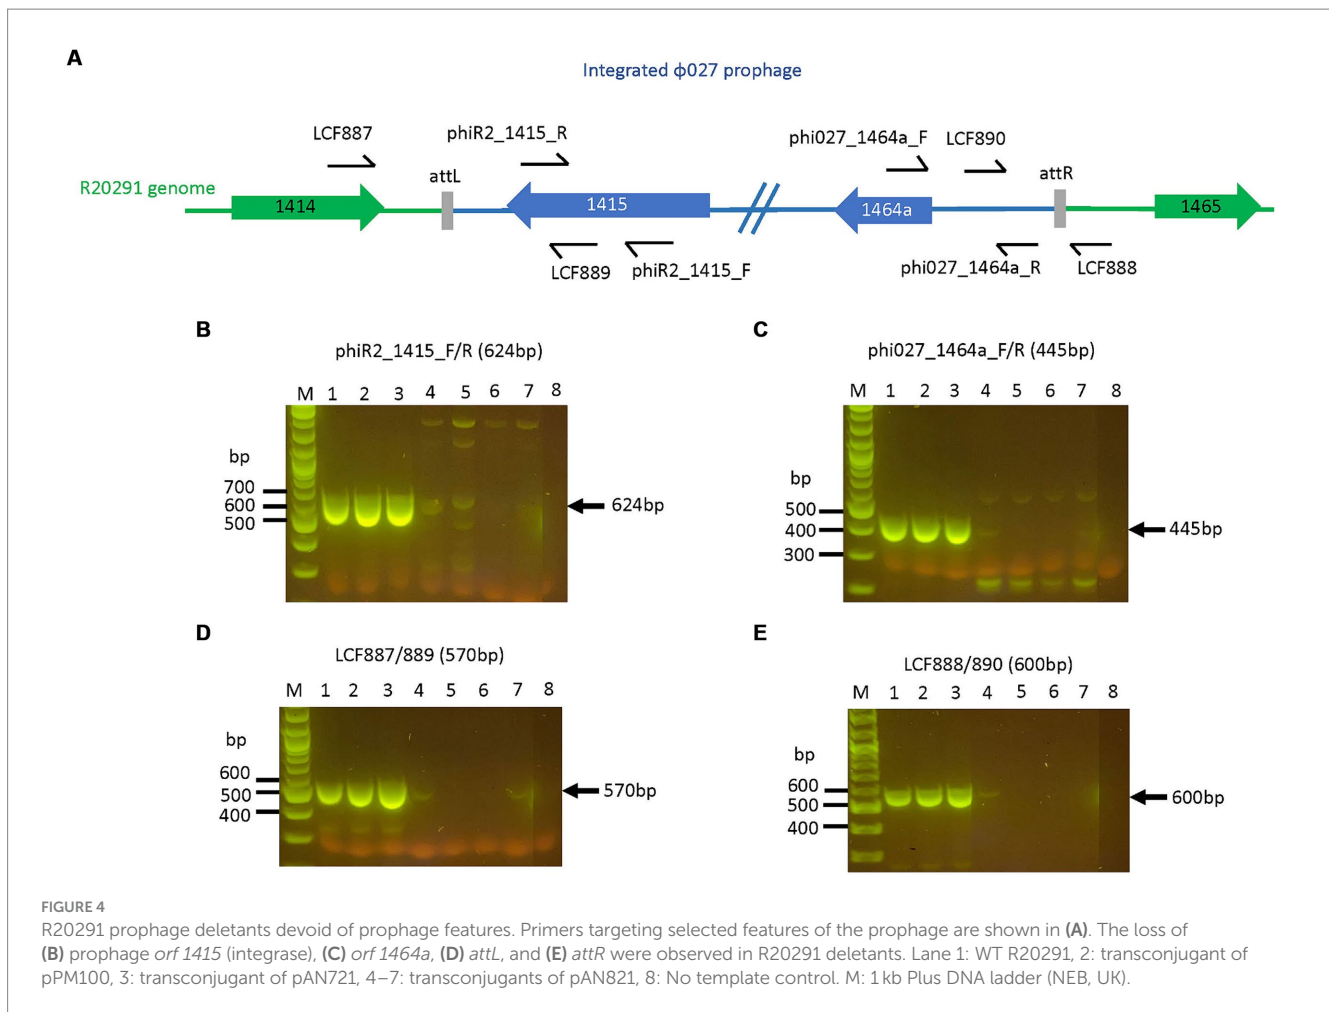 A
Integrated ϕ027 prophage
LCF887
phiR2_1415_R
phi027_1464a_F
LCF890
attL
attR
R20291 genome
1414
1415
1464a
1465
LCF889
phiR2_1415_F
phi027_1464a_R
LCF888
B
phiR2_1415_F/R (624bp)
M 1 2 3 4 5 6 7 8
bp
700
600
500
624bp
C
phi027_1464a_F/R (445bp)
M 1 2 3 4 5 6 7 8
bp
500
400
300
445bp
D
LCF887/889 (570bp)
M 1 2 3 4 5 6 7 8
bp
600
500
400
570bp
E
LCF888/890 (600bp)
M 1 2 3 4 5 6 7 8
bp
600
500
400
600bp
FIGURE 4
R20291 prophage deletants devoid of prophage features. Primers targeting selected features of the prophage are shown in (A). The loss of
(B) prophage orf 1415 (integrase), (C) orf 1464a, (D) attL, and (E) attR were observed in R20291 deletants. Lane 1: WT R20291, 2: transconjugant of
pPM100, 3: transconjugant of pAN721, 4–7: transconjugants of pAN821, 8: No template control. M: 1 kb Plus DNA ladder (NEB, UK).